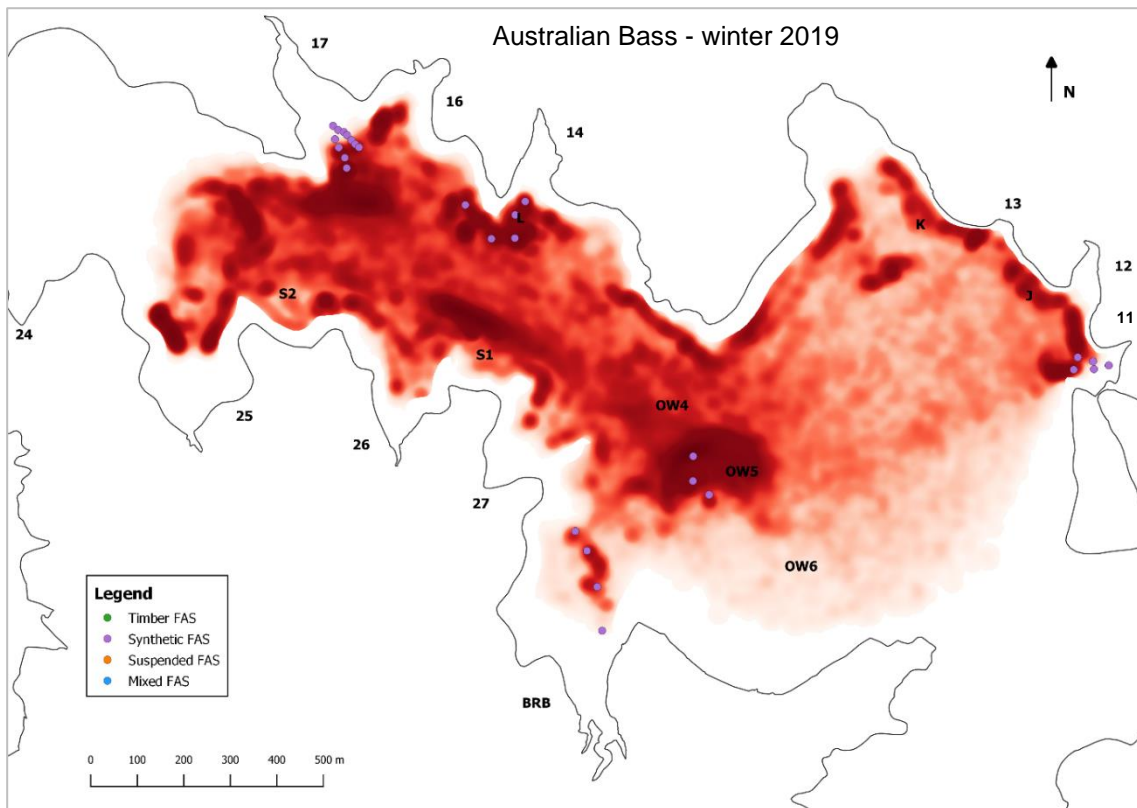 Australian Bass - winter 2019
17
16
14
N
13
K
12
L
J
S2
11
24
S1
OW4
25
26
OW5
27
OW6
Legend
Timber FAS
Synthetic FAS
Suspended FAS
Mixed FAS
BRB
0 100 200 300 400 500 m